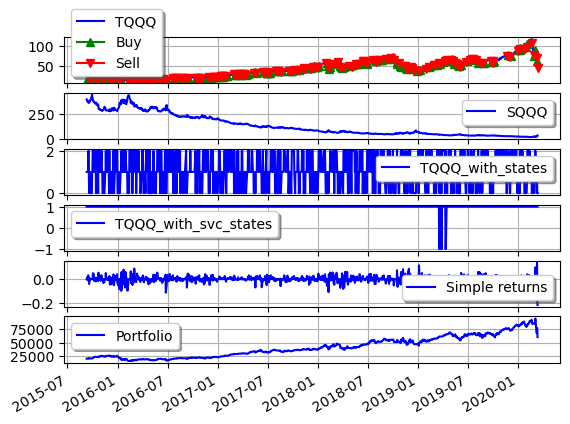 TQQQ
Buy
Sell
100
50
SQQQ
250
0
TQQQ_with_states
2
0
TQQQ_with_svc_states
1
0
−1
Simple returns
0.0
−0.2
Portfolio
75000
50000
25000
2015-07 2016-01 2016-07 2017-01 2017-07 2018-01 2018-07 2019-01 2019-07 2020-01